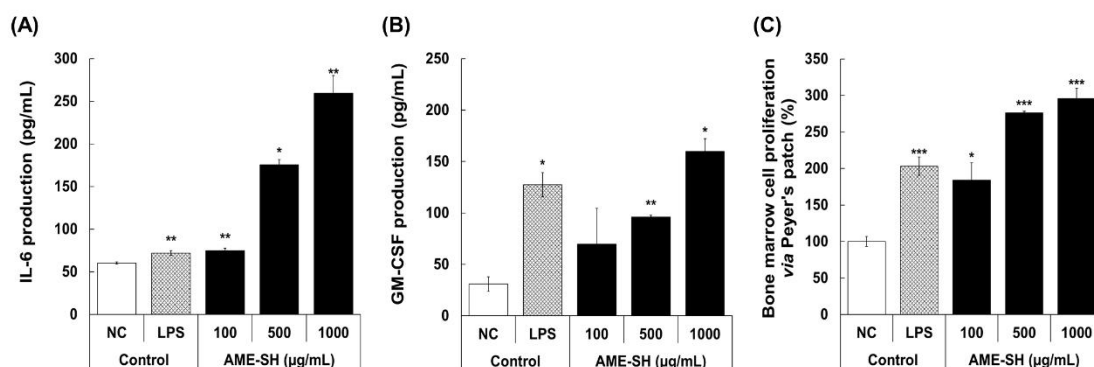 (A)
IL-6 production (pg/mL)
300
250
200
150
100
50
0
**
**
*
**
NC
LPS
100
500
1000
Control
AME-SH (µg/mL)
(B)
GM-CSF production (pg/mL)
250
200
150
100
50
0
*
**
*
NC
LPS
100
500
1000
Control
AME-SH (µg/mL)
(C)
Bone marrow cell proliferation
via Peyer's patch (%)
350
300
250
200
150
100
50
0
***
*
***
***
NC
LPS
100
500
1000
Control
AME-SH (µg/mL)